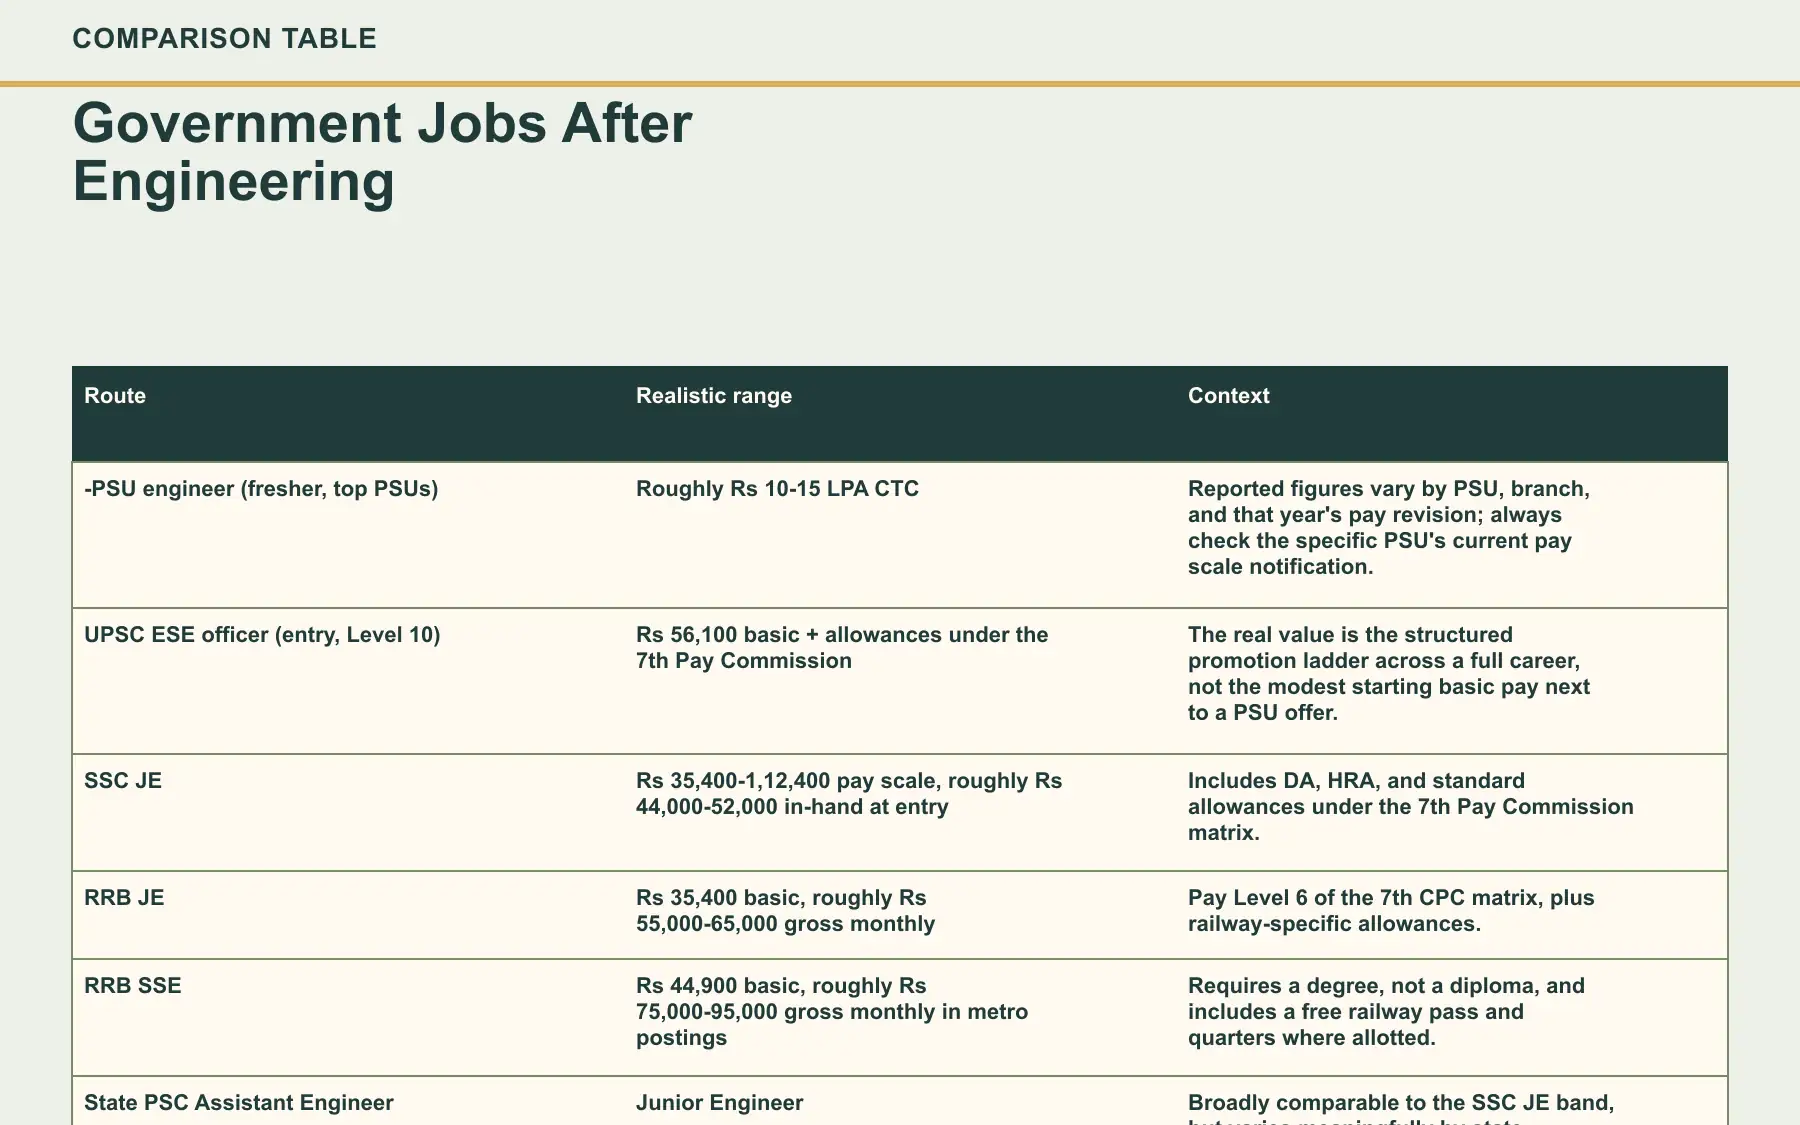 COMPARISON TABLE
Government Jobs After
Engineering
Route
Realistic range
Context
-PSU engineer (fresher, top PSUs)
Roughly Rs 10-15 LPA CTC
Reported figures vary by PSU, branch,
and that year's pay revision; always
check the specific PSU's current pay
scale notification.
UPSC ESE officer (entry, Level 10)
Rs 56,100 basic + allowances under the
7th Pay Commission
The real value is the structured
promotion ladder across a full career,
not the modest starting basic pay next
to a PSU offer.
SSC JE
Rs 35,400-1,12,400 pay scale, roughly Rs
44,000-52,000 in-hand at entry
Includes DA, HRA, and standard
allowances under the 7th Pay Commission
matrix.
RRB JE
Rs 35,400 basic, roughly Rs
55,000-65,000 gross monthly
Pay Level 6 of the 7th CPC matrix, plus
railway-specific allowances.
RRB SSE
Rs 44,900 basic, roughly Rs
75,000-95,000 gross monthly in metro
postings
Requires a degree, not a diploma, and
includes a free railway pass and
quarters where allotted.
State PSC Assistant Engineer
Junior Engineer
Broadly comparable to the SSC JE band,
but varies meaningfully by state